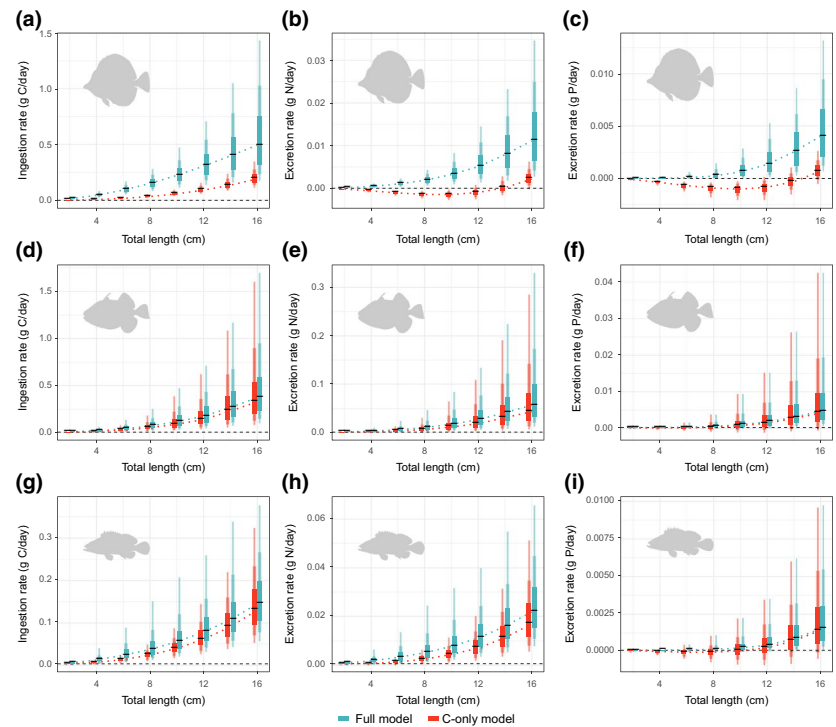 (a) (b) (c)
Ingestion rate (g C/day) Excretion rate (g N/day) Excretion rate (g P/day)
1.5
1.0
0.5
0.0
0.03
0.02
0.01
0.00
0.010
0.005
0.000
4 8 12 16 4 8 12 16 4 8 12 16
Total length (cm) Total length (cm) Total length (cm)
(d) (e) (f)
Ingestion rate (g C/day) Excretion rate (g N/day) Excretion rate (g P/day)
1.5
1.0
0.5
0.0
0.3
0.2
0.1
0.0
0.04
0.03
0.02
0.01
0.00
4 8 12 16 4 8 12 16 4 8 12 16
Total length (cm) Total length (cm) Total length (cm)
(g) (h) (i)
Ingestion rate (g C/day) Excretion rate (g N/day) Excretion rate (g P/day)
0.3
0.2
0.1
0.0
0.06
0.04
0.02
0.00
0.0100
0.0075
0.0050
0.0025
0.0000
4 8 12 16 4 8 12 16 4 8 12 16
Total length (cm) Total length (cm) Total length (cm)
Full model C-only model